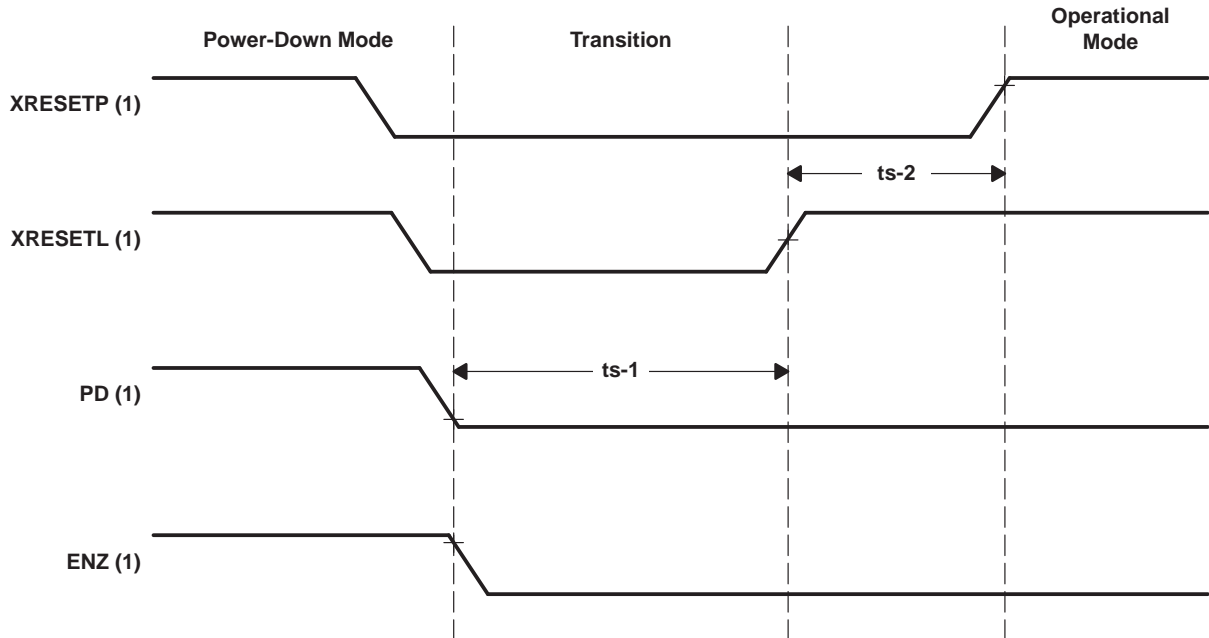 Power-Down Mode
Transition
Operational
Mode
XRESETP (1)
ts-2
XRESETL (1)
ts-1
PD (1)
ENZ (1)